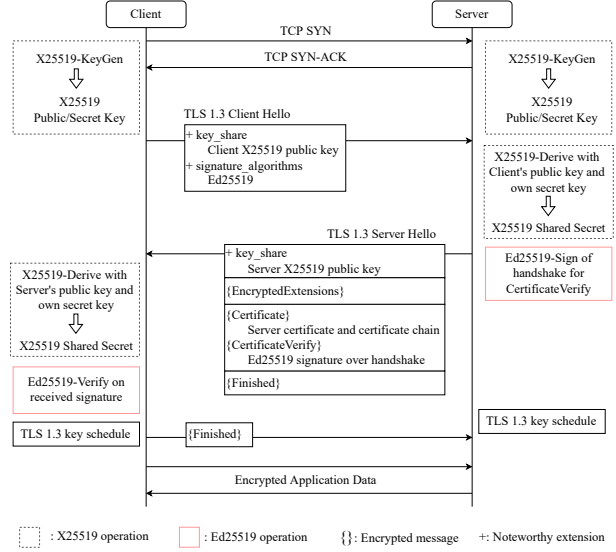 Client
Server
TCP SYN
TCP SYN-ACK
X25519-KeyGen
X25519
Public/Secret Key
X25519-KeyGen
X25519
Public/Secret Key
TLS 1.3 Client Hello
+ key_share
Client X25519 public key
+ signature_algorithms
Ed25519
X25519-Derive with
Client's public key and
own secret key
X25519 Shared Secret
TLS 1.3 Server Hello
+ key_share
Server X25519 public key
{EncryptedExtensions}
{Certificate}
Server certificate and certificate chain
{CertificateVerify}
Ed25519 signature over handshake
{Finished}
Ed25519-Sign of
handshake for
CertificateVerify
X25519-Derive with
Server's public key and
own secret key
X25519 Shared Secret
Ed25519-Verify on
received signature
TLS 1.3 key schedule
{Finished}
TLS 1.3 key schedule
Encrypted Application Data
: X25519 operation
: Ed25519 operation
{}: Encrypted message
+: Noteworthy extension